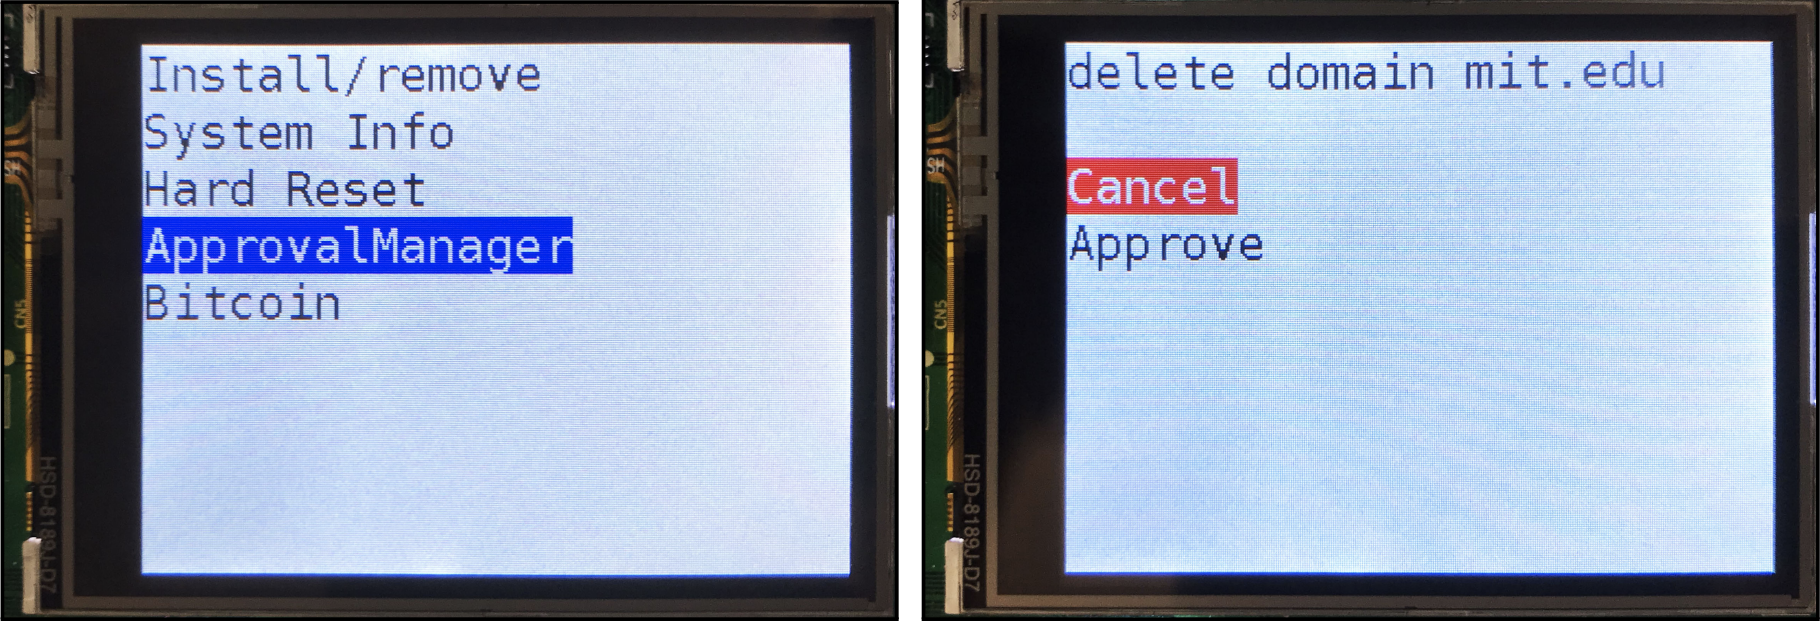 Install/remove
System Info
Hard Reset
ApprovalManager
Bitcoin
CN5
HSD-8189J-D7
delete domain mit.edu
Cancel
Approve
SH
CN5
HSD-8189J-D7